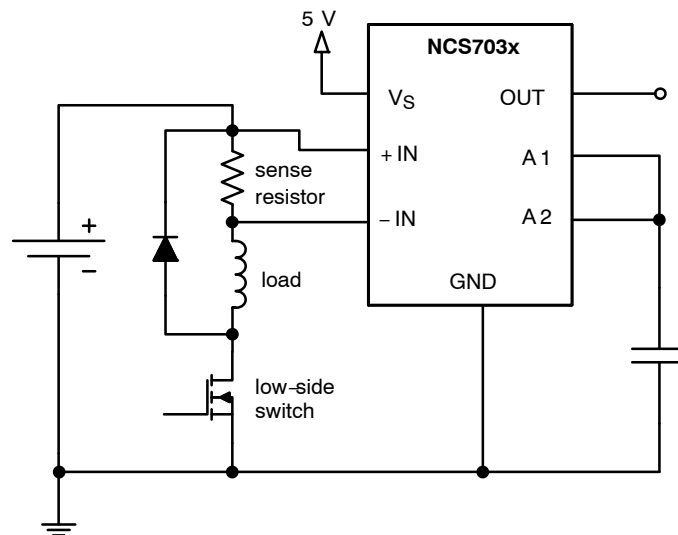 5 V
NCS703x
VS
OUT
+ IN
A 1
sense
resistor
– IN
A 2
+
–
load
GND
low–side
switch